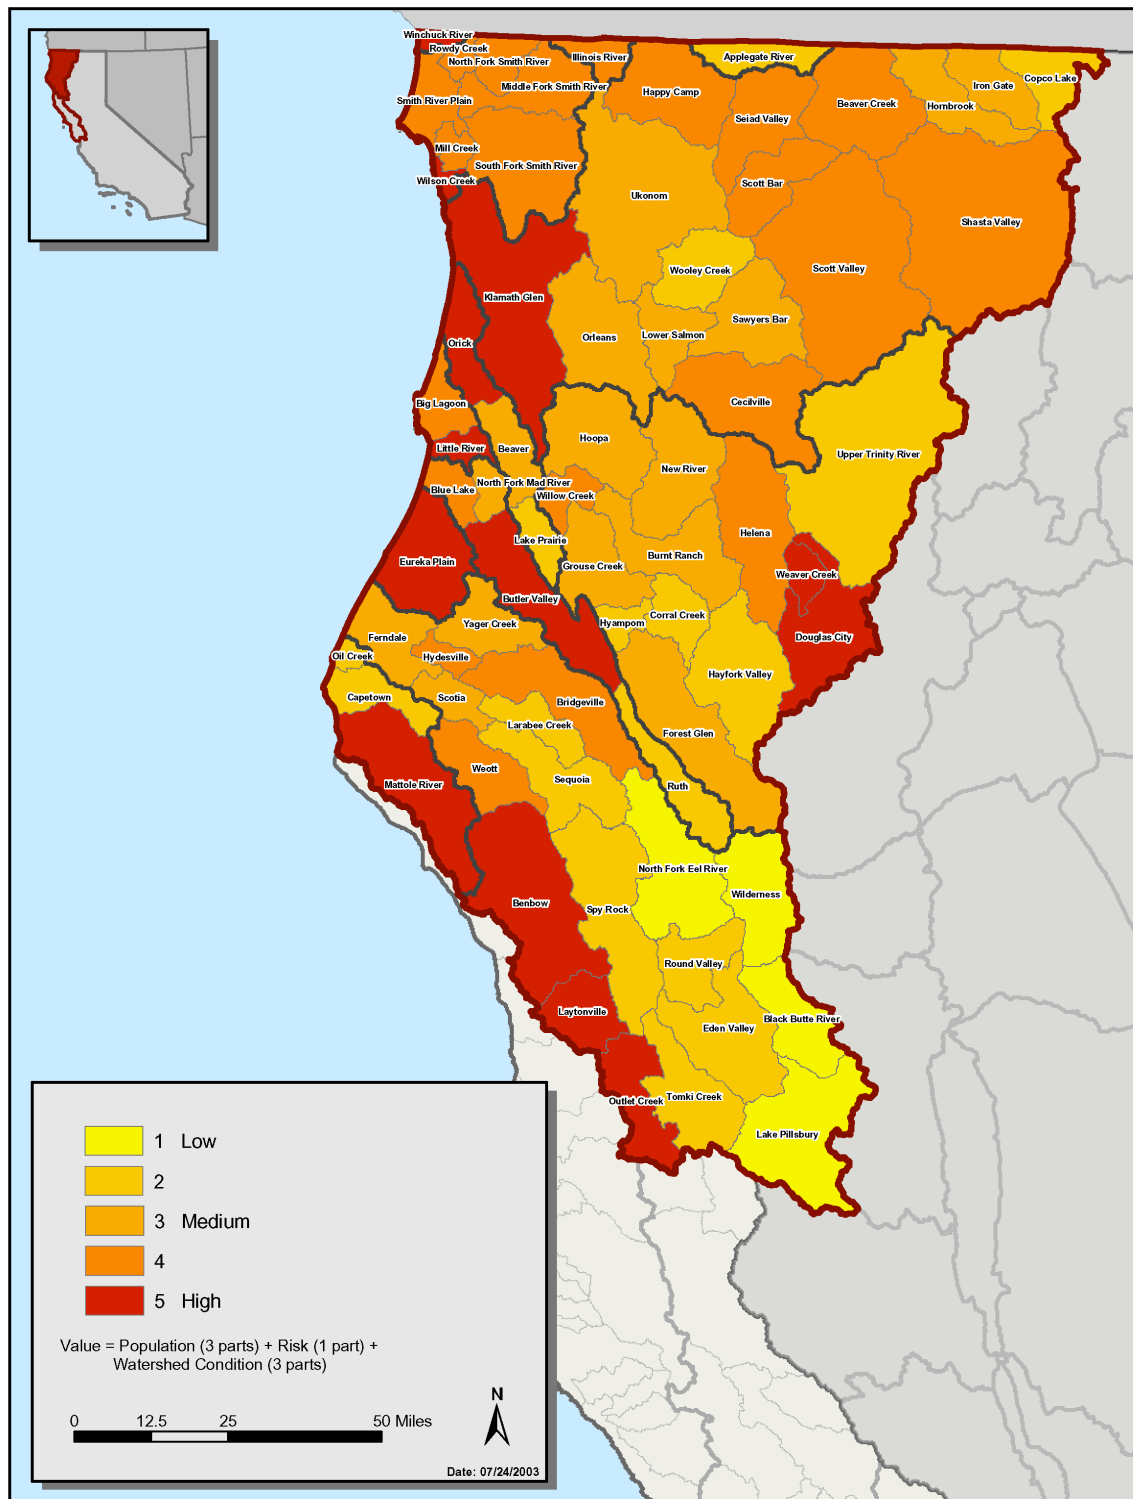 Winchuck River
Rowdy Creek
North Fork Smith River
Illinois River
Applegate River
Middle Fork Smith River
Happy Camp
Copco Lake
Iron Gate
Smith River Plain
Beaver Creek
Hornbrook
Seiad Valley
Mill Creek
South Fork Smith River
Wilson Creek
Scott Bar
Ukonom
Shasta Valley
Wooley Creek
Scott Valley
Klamath Glen
Sawyers Bar
Orick
Orleans
Lower Salmon
Big Lagoon
Cecilville
Little River
Beaver
Hoopa
Upper Trinity River
New River
North Fork Mad River
Blue Lake
Willow Creek
Helena
Lake Prairie
Eureka Plain
Grouse Creek
Burnt Ranch
Weaver Creek
Butler Valley
Corral Creek
Hyampom
Yager Creek
Ferndale
Douglas City
Oil Creek
Hydesville
Hayfork Valley
Capetown
Scotia
Bridgeville
Larabee Creek
Forest Glen
Weott
Sequoia
Mattole River
Ruth
North Fork Eel River
Wilderness
Benbow
Spy Rock
Round Valley
Laytonville
Black Butte River
Eden Valley
Outlet Creek
Tomki Creek
Lake Pillsbury
1 Low
2
3 Medium
4
5 High
Value = Population (3 parts) + Risk (1 part) +
Watershed Condition (3 parts)
N
0 12.5 25 50 Miles
Date: 07/24/2003